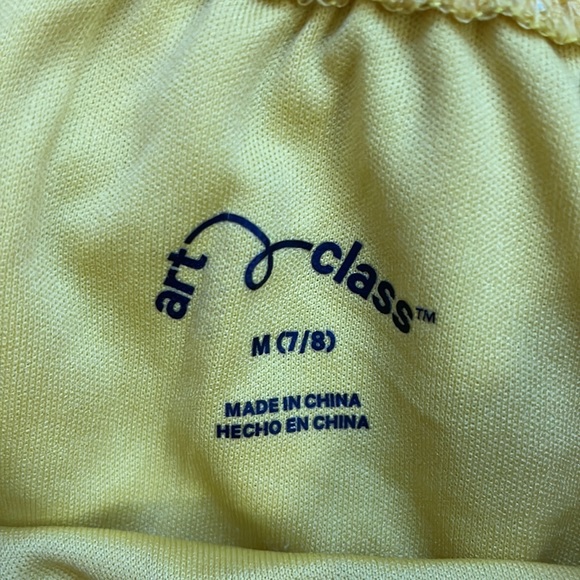 art class™
M (7/8)
MADE IN CHINA
HECHO EN CHINA